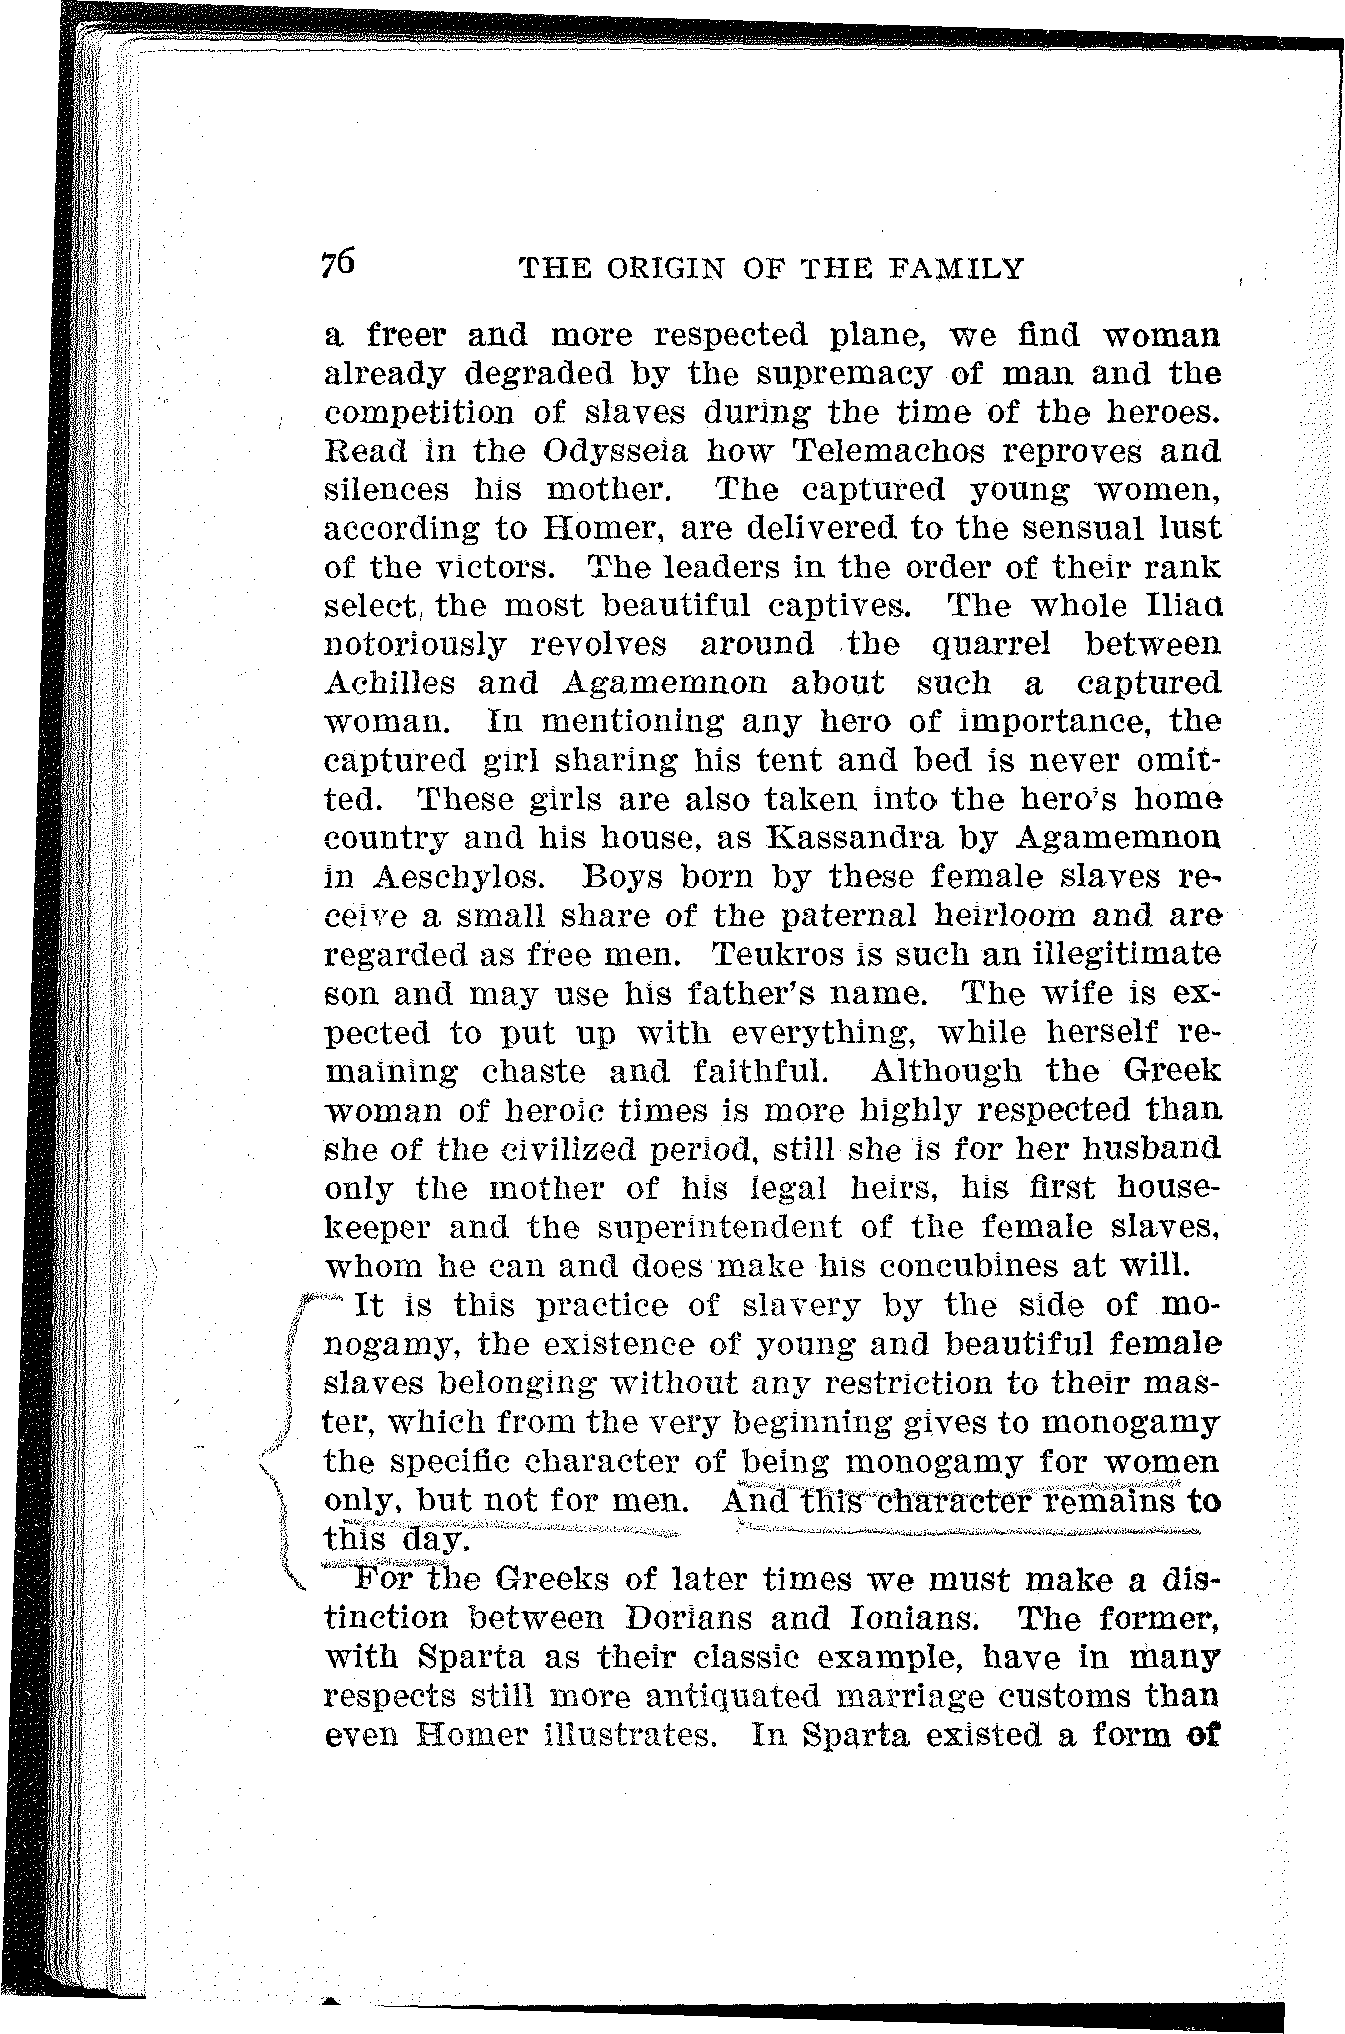 76 THE ORIGIN OF THE FAMILY
a freer and more respected plane, we find woman
already degraded by the supremacy of man and the
competition of slaves during the time of the heroes.
Read in the Odysseia how Telemachos reproves and
silences his mother. The captured young women,
according to Homer, are delivered to the sensual lust
of the victors. The leaders in the order of their rank
select the most beautiful captives. The whole Iliad
notoriously revolves around the quarrel between
Achilles and Agamemnon about such a captured
woman. In mentioning any hero of importance, the
captured girl sharing his tent and bed is never omit-
ted. These girls are also taken into the hero's home
country and his house, as Kassandra by Agamemnon
in Aeschylos. Boys born by these female slaves re-
ceive a small share of the paternal heirloom and are
regarded as free men. Teukros is such an illegitimate
son and may use his father's name. The wife is ex-
pected to put up with everything, while herself re-
maining chaste and faithful. Although the Greek
woman of heroic times is more highly respected than
she of the civilized period, still she is for her husband
only the mother of his legal heirs, his first house-
keeper and the superintendent of the female slaves,
whom he can and does make his concubines at will.
It is this practice of slavery by the side of mo-
nogamy, the existence of young and beautiful female
slaves belonging without any restriction to their mas-
ter, which from the very beginning gives to monogamy
the specific character of being monogamy for women
only, but not for men. And this character remains to
this day.
For the Greeks of later times we must make a dis-
tinction between Dorians and Ionians. The former,
with Sparta as their classic example, have in many
respects still more antiquated marriage customs than
even Homer illustrates. In Sparta existed a form of